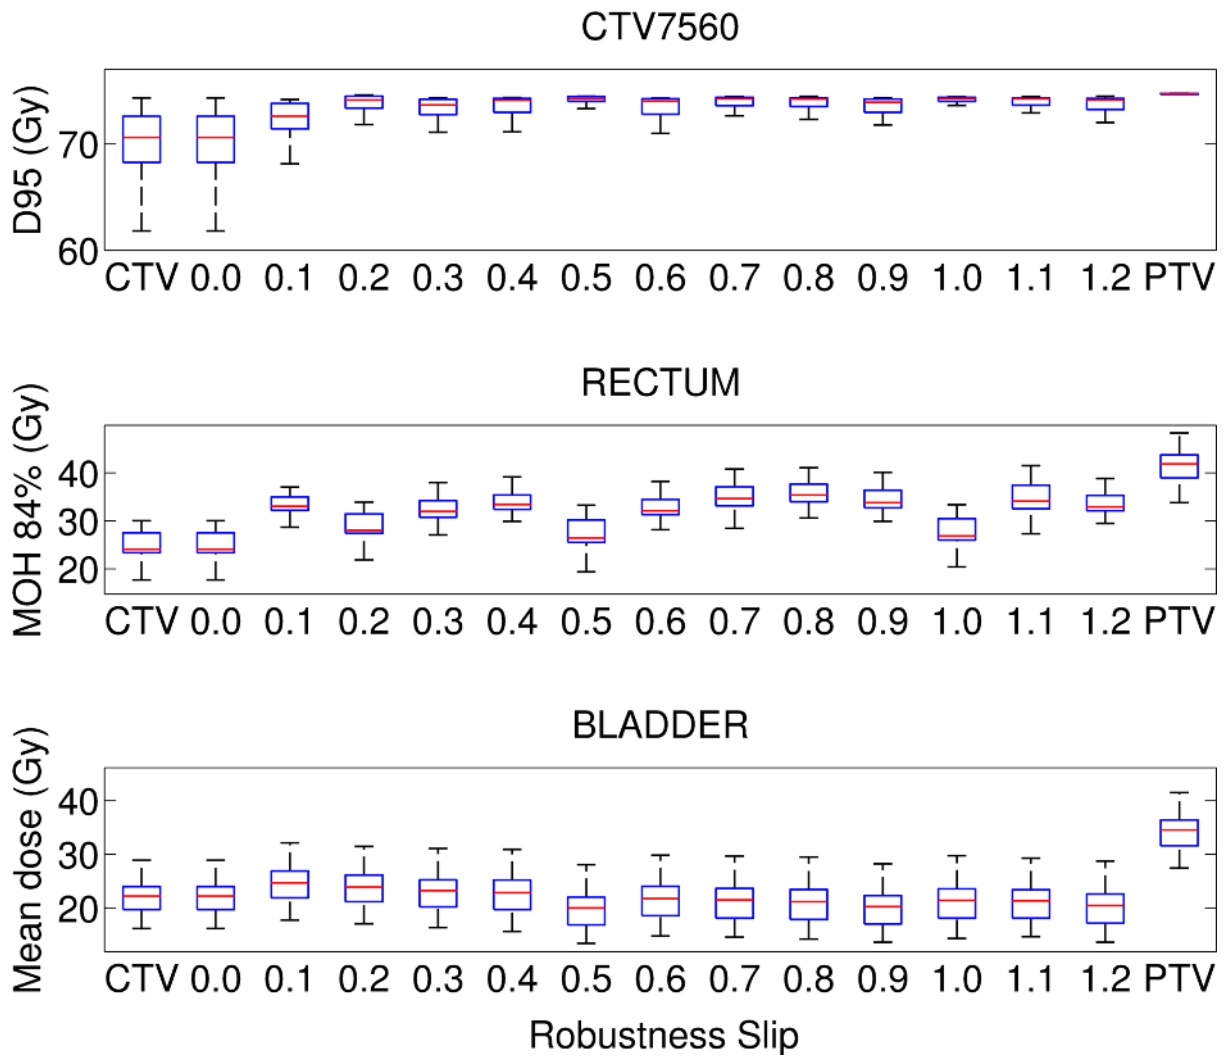 CTV7560
D95 (Gy)
70
60
CTV 0.0 0.1 0.2 0.3 0.4 0.5 0.6 0.7 0.8 0.9 1.0 1.1 1.2 PTV
RECTUM
MOH 84% (Gy)
40
30
20
CTV 0.0 0.1 0.2 0.3 0.4 0.5 0.6 0.7 0.8 0.9 1.0 1.1 1.2 PTV
BLADDER
Mean dose (Gy)
40
30
20
CTV 0.0 0.1 0.2 0.3 0.4 0.5 0.6 0.7 0.8 0.9 1.0 1.1 1.2 PTV
Robustness Slip